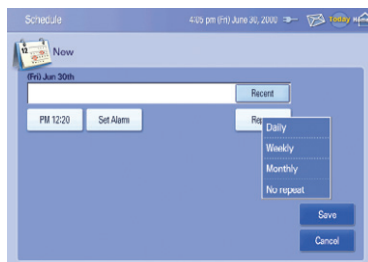 Schedule
4:05 pm (Fri) June 30, 2000
Today
12
Now
(Fri) Jun 30th
Recent
PM 12:20
Set Alarm
Daily
Weekly
Monthly
No repeat
Save
Cancel